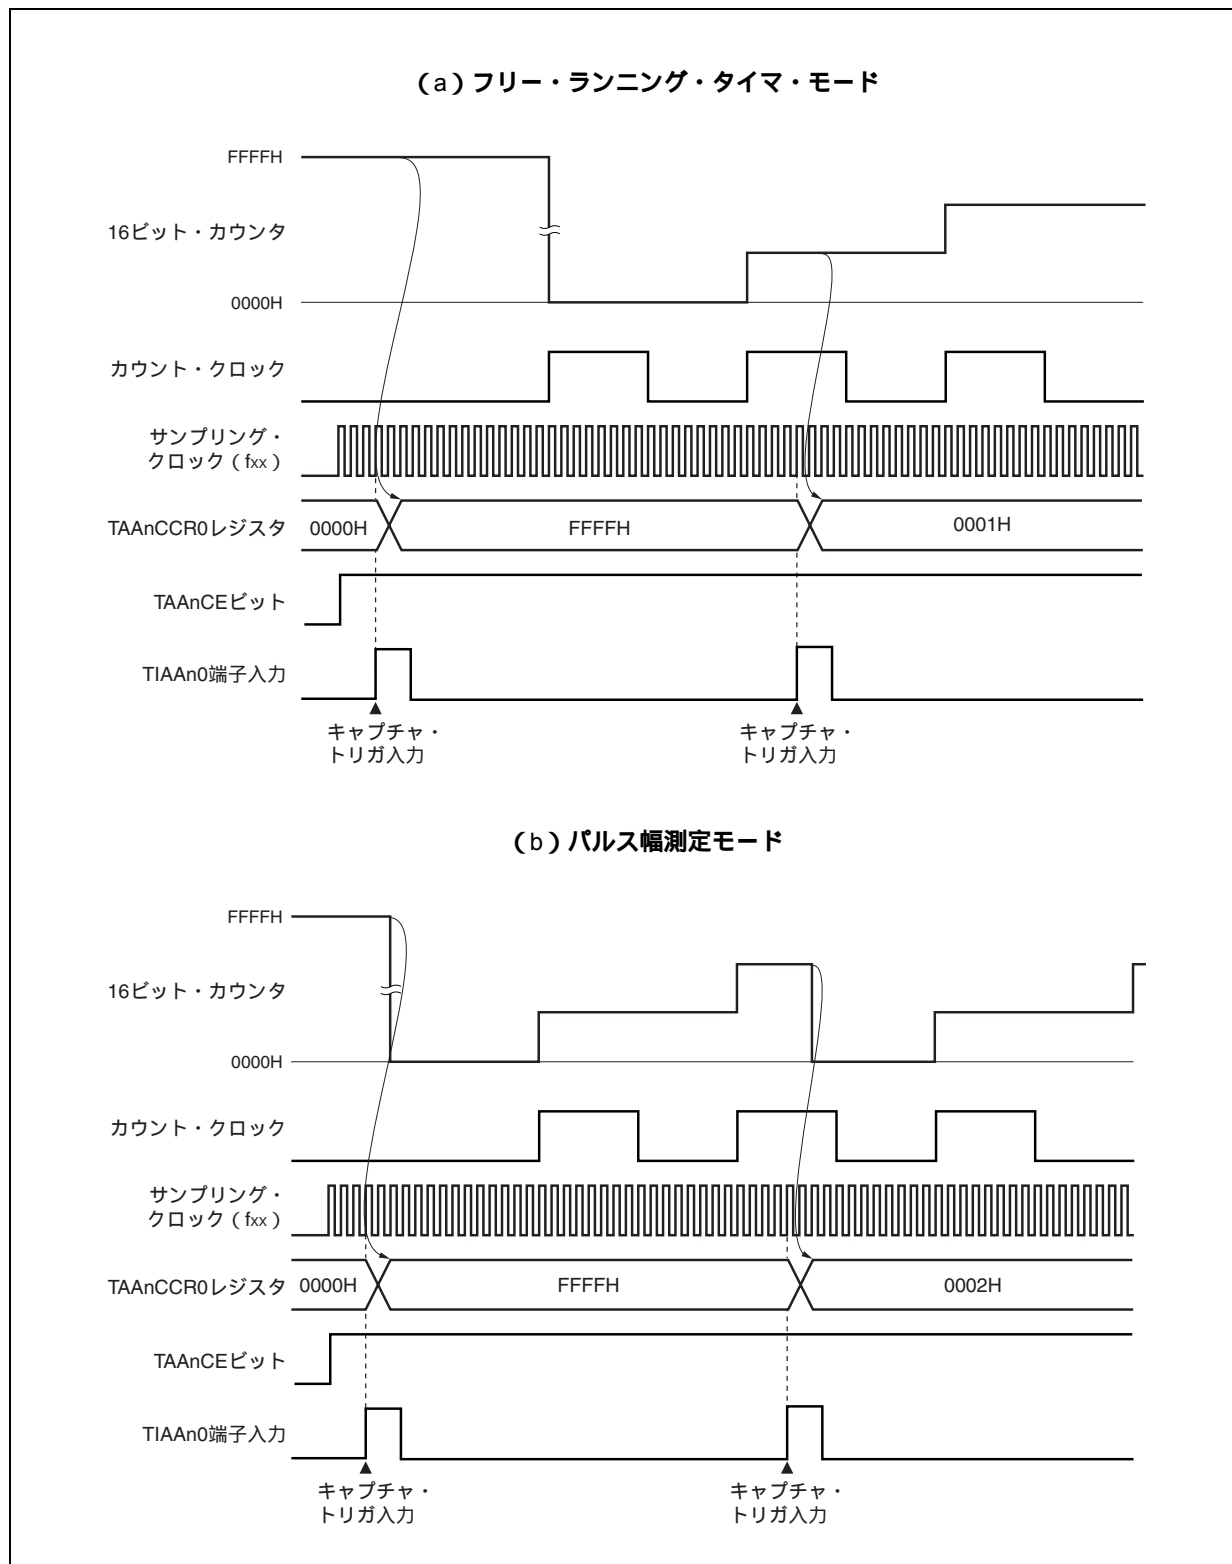 （a）フリー・ランニング・タイマ・モード
FFFFH
16ビット・カウンタ
0000H
カウント・クロック
サンプリング・
クロック（fxx）
TAAnCCR0レジスタ
0000H
FFFFH
0001H
TAAnCEビット
TIAAn0端子入力
キャプチャ・
トリガ入力
キャプチャ・
トリガ入力
（b）パルス幅測定モード
FFFFH
16ビット・カウンタ
0000H
カウント・クロック
サンプリング・
クロック（fxx）
TAAnCCR0レジスタ
0000H
FFFFH
0002H
TAAnCEビット
TIAAn0端子入力
キャプチャ・
トリガ入力
キャプチャ・
トリガ入力